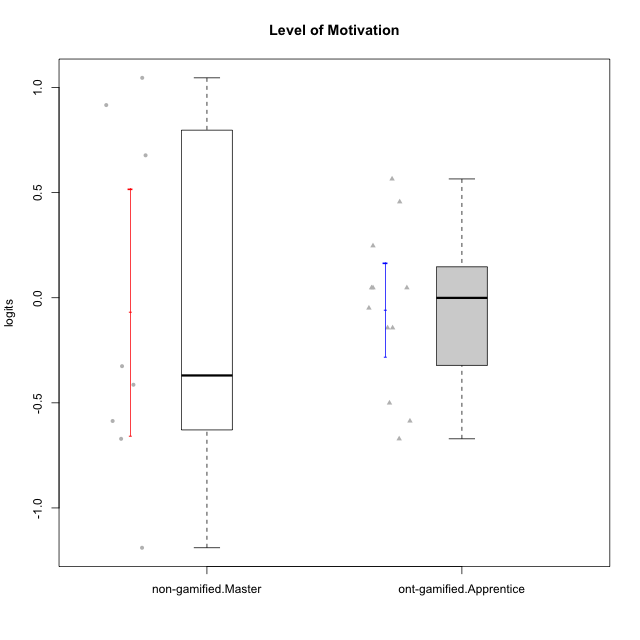 Level of Motivation
logits
1.0
0.5
0.0
-0.5
-1.0
non-gamified.Master
ont-gamified.Apprentice